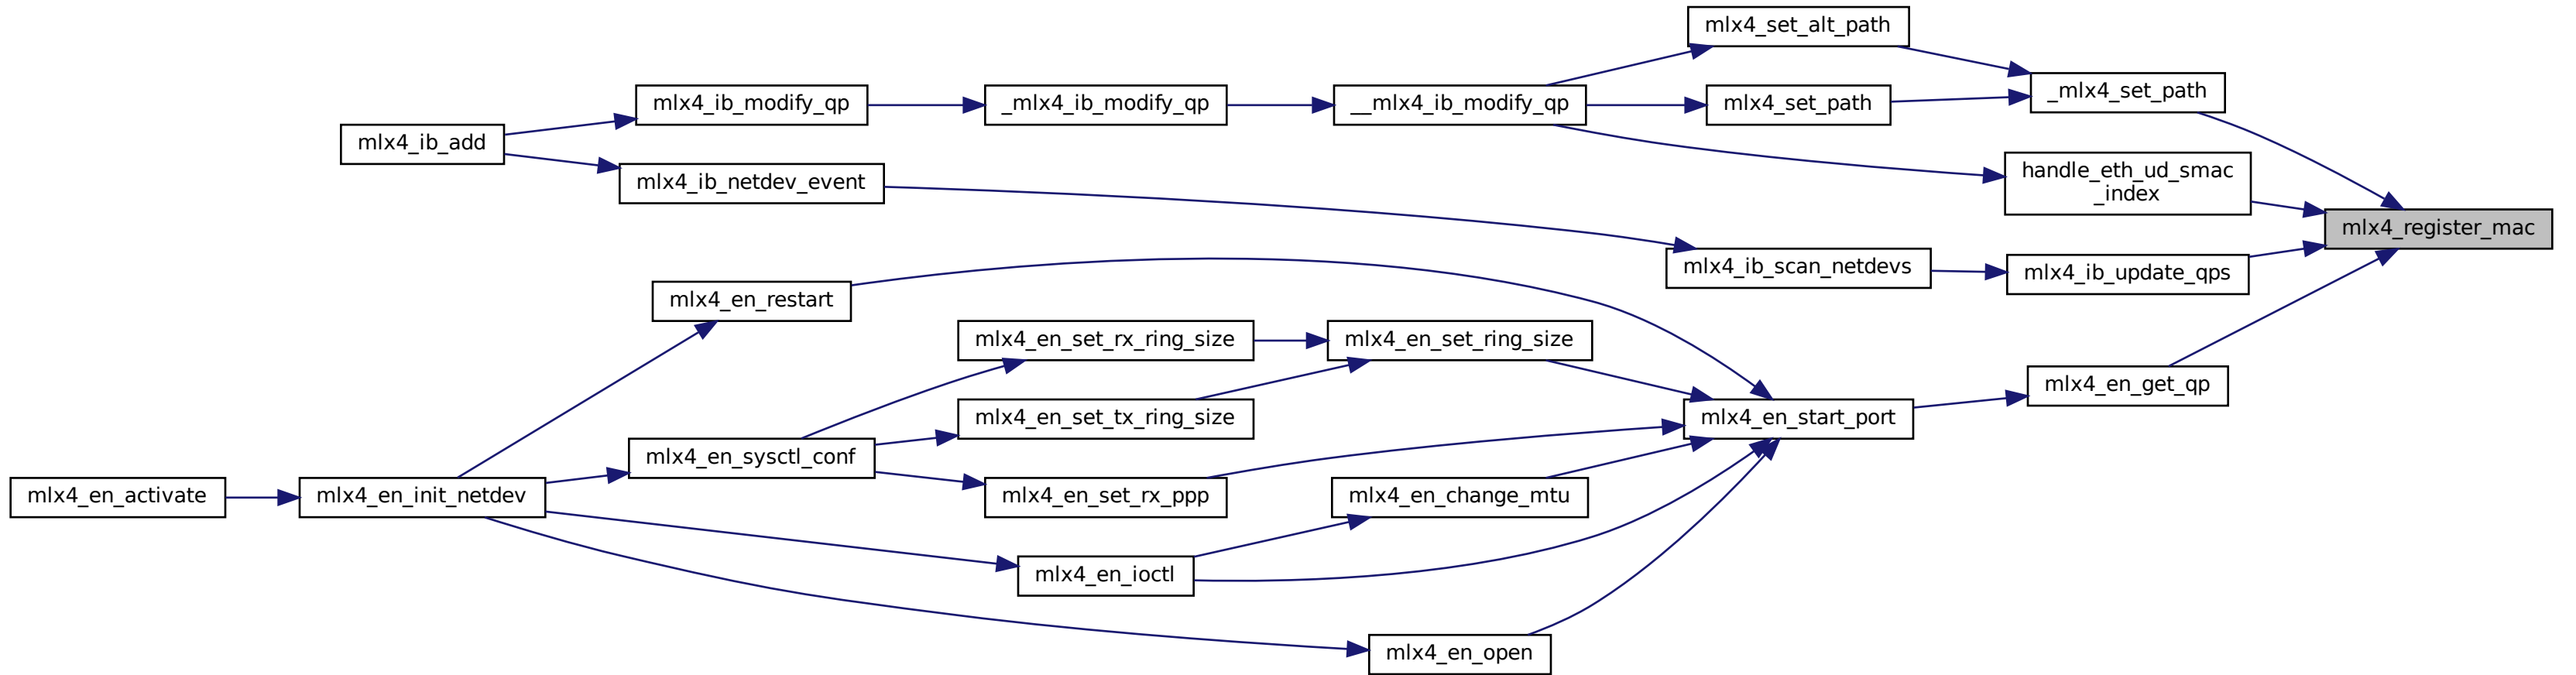 mlx4_set_alt_path
_mlx4_set_path
mlx4_ib_modify_qp
_mlx4_ib_modify_qp
__mlx4_ib_modify_qp
mlx4_set_path
mlx4_ib_add
handle_eth_ud_smac
_index
mlx4_ib_netdev_event
mlx4_register_mac
mlx4_ib_scan_netdevs
mlx4_ib_update_qps
mlx4_en_restart
mlx4_en_set_rx_ring_size
mlx4_en_set_ring_size
mlx4_en_get_qp
mlx4_en_set_tx_ring_size
mlx4_en_start_port
mlx4_en_sysctl_conf
mlx4_en_activate
mlx4_en_init_netdev
mlx4_en_set_rx_ppp
mlx4_en_change_mtu
mlx4_en_ioctl
mlx4_en_open